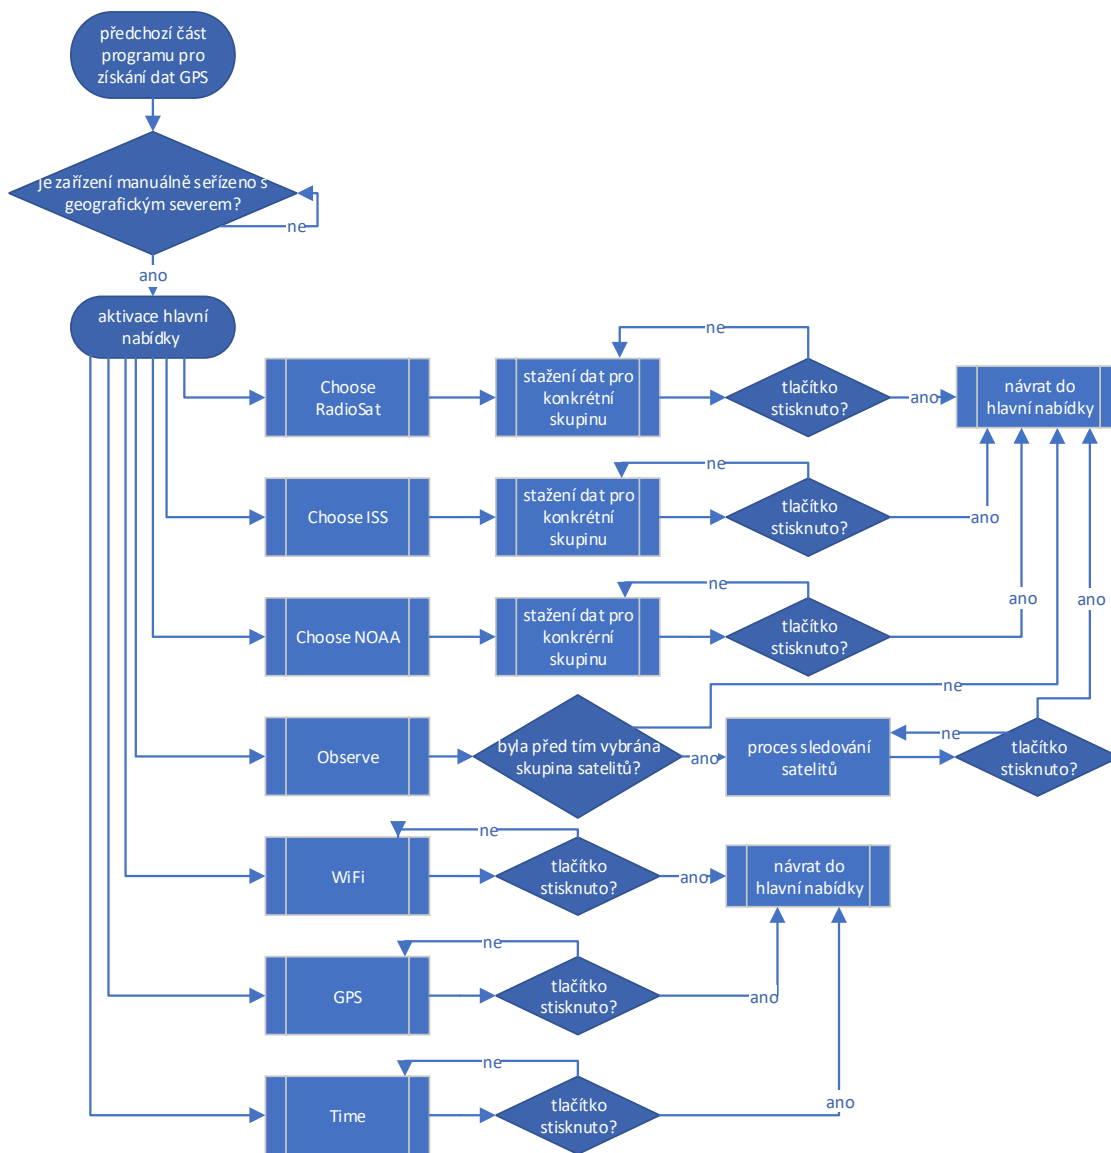 předchozí část
programu pro
získání dat GPS
je zařízení manuálně seřízeno s
geografickým severem?
ne
ano
aktivace hlavní
nabídky
Choose
RadioSat
stažení dat pro
konkrétní
skupinu
ne
tlačítko
stisknuto?
ano
návrat do
hlavní nabídky
Choose ISS
stažení dat pro
konkrétní
skupinu
ne
tlačítko
stisknuto?
ano
Choose NOAA
stažení dat pro
konkrérní
skupinu
ne
tlačítko
stisknuto?
ano
ano
Observe
byla před tím vybrána
skupina satelitů?
ne
ano
proces sledování
satelitů
ne
tlačítko
stisknuto?
WiFi
ne
tlačítko
stisknuto?
ano
návrat do
hlavní nabídky
GPS
ne
tlačítko
stisknuto?
ano
Time
ne
tlačítko
stisknuto?
ano